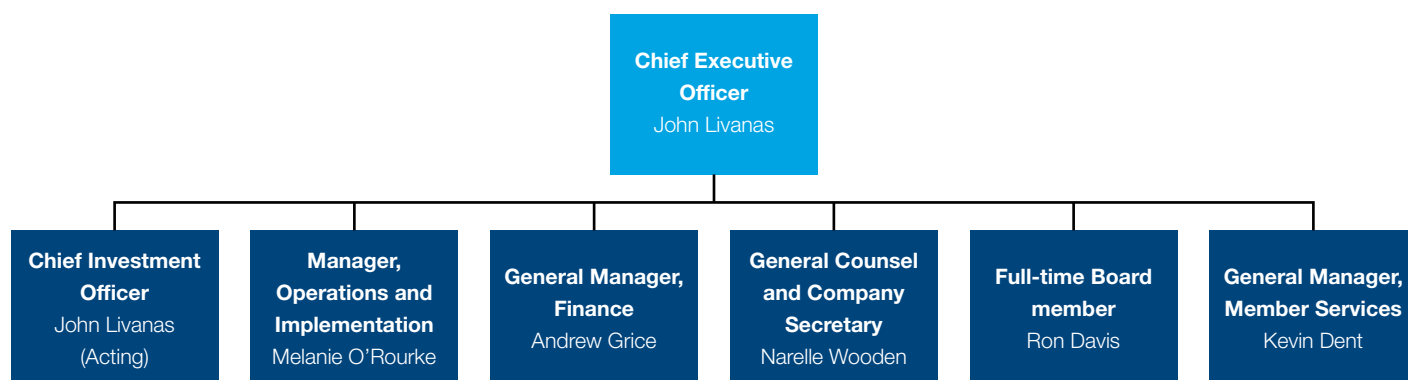 Chief Executive
Officer
John Livanas
Chief Investment
Officer
John Livanas
(Acting)
Manager,
Operations and
Implementation
Melanie O'Rourke
General Manager,
Finance
Andrew Grice
General Counsel
and Company
Secretary
Narelle Wooden
Full-time Board
member
Ron Davis
General Manager,
Member Services
Kevin Dent